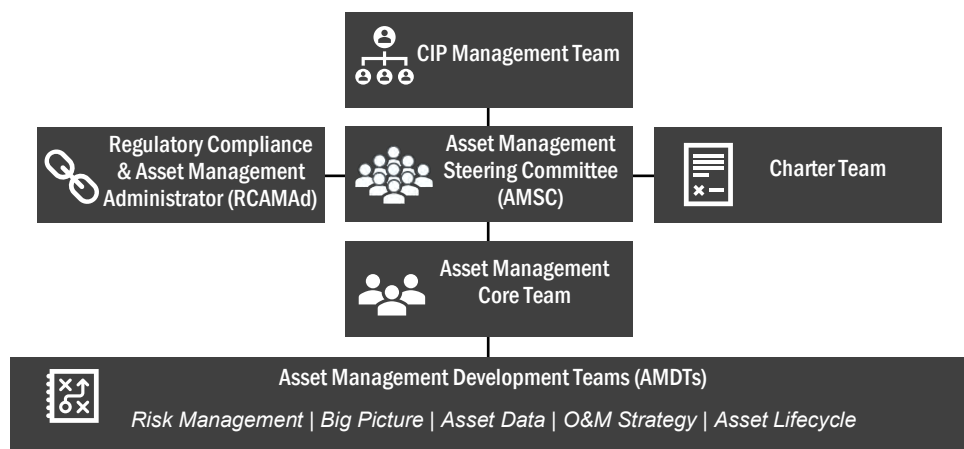 CIP Management Team
Regulatory Compliance
& Asset Management
Administrator (RCAMAd)
Asset Management
Steering Committee
(AMSC)
Charter Team
Asset Management
Core Team
Asset Management Development Teams (AMDTs)
Risk Management | Big Picture | Asset Data | O&M Strategy | Asset Lifecycle